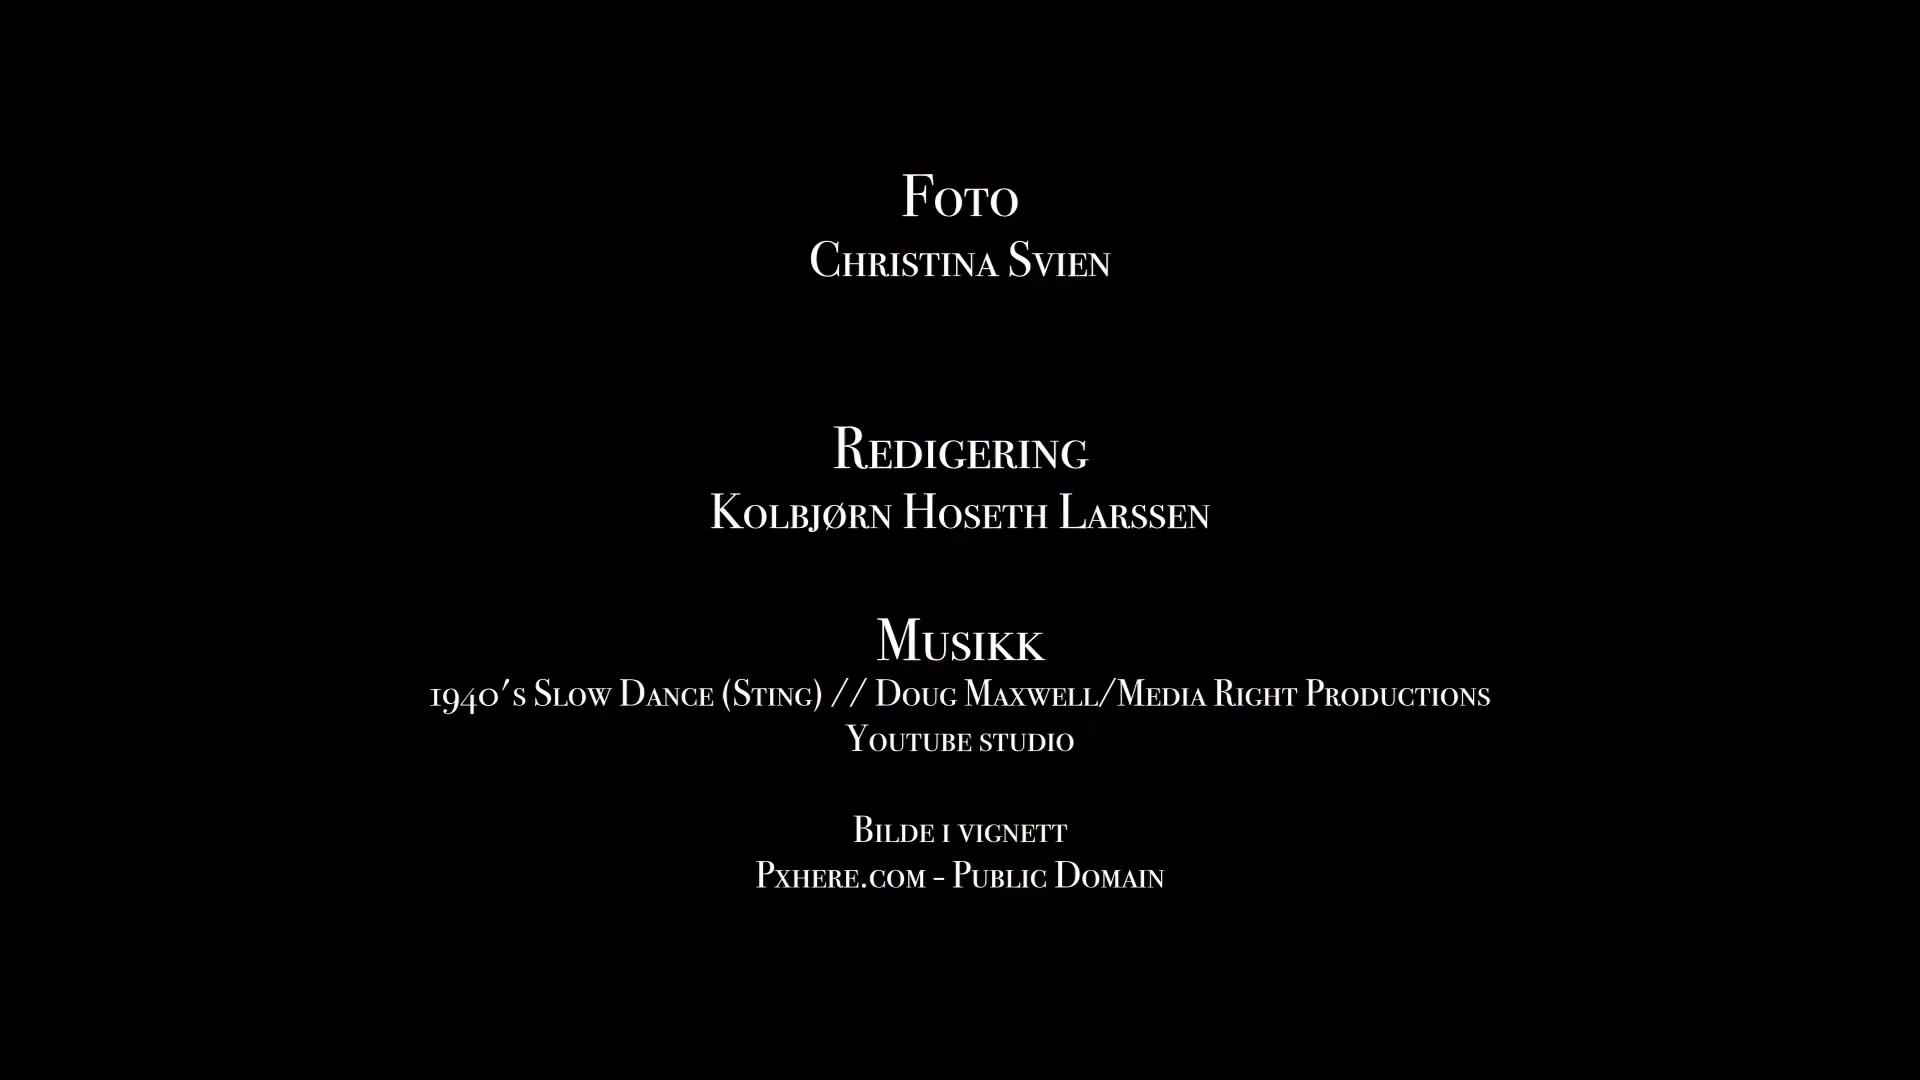 Foto
Christina Svien
Redigering
Kolbjørn Hoseth Larssen
Musikk
1940's Slow Dance (Sting) // Doug Maxwell/Media Right Productions
Youtube studio
Bilde i vignett
Pxhere.com - Public Domain